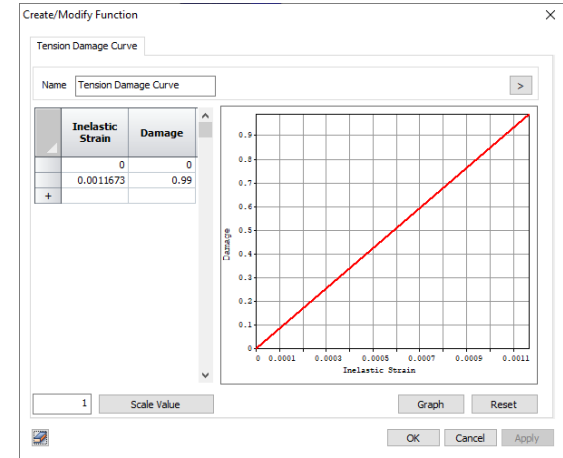 Create/Modify Function
Tension Damage Curve
Name Tension Damage Curve >
Inelastic Strain Damage
0 0
0.0011673 0.99
+
0.9
0.8
0.7
0.6
0.5
0.4
0.3
0.2
0.1
0
Damage
0 0.0001 0.0003 0.0005 0.0007 0.0009 0.0011
Inelastic Strain
1 Scale Value Graph Reset
OK Cancel Apply